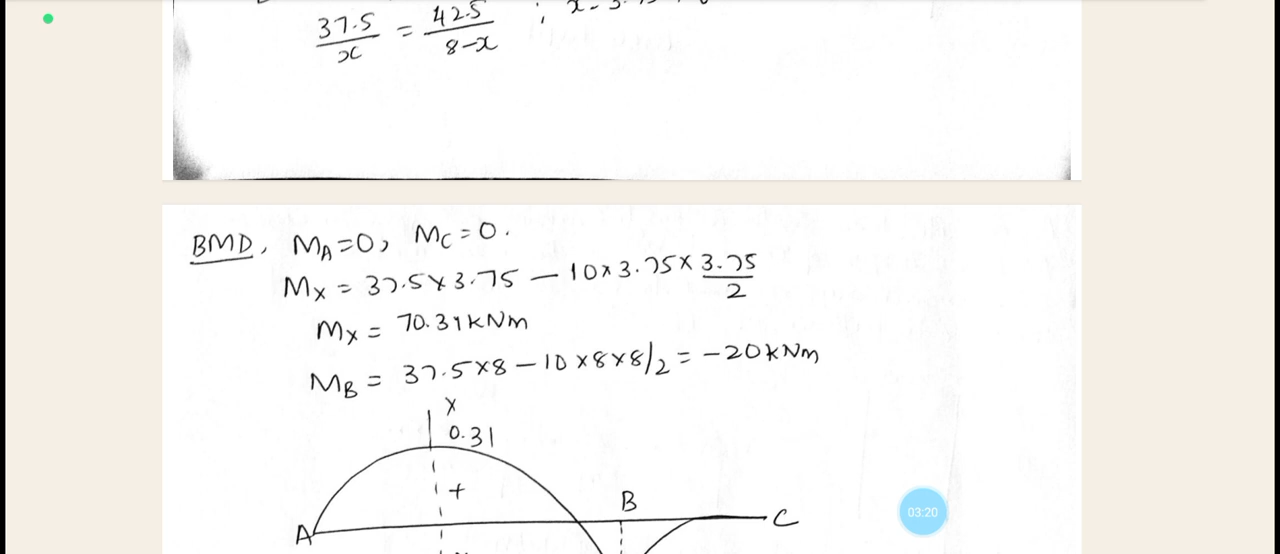 37.5/x = 42.5/8-x ;
BMD, MA=0, MC=0.
Mx = 37.5×3.75 - 10×3.75×3.75/2
Mx = 70.31kNm
MB = 37.5×8-10×8×8/2 = -20kNm
x
0.31
+
B
A
C
03:20